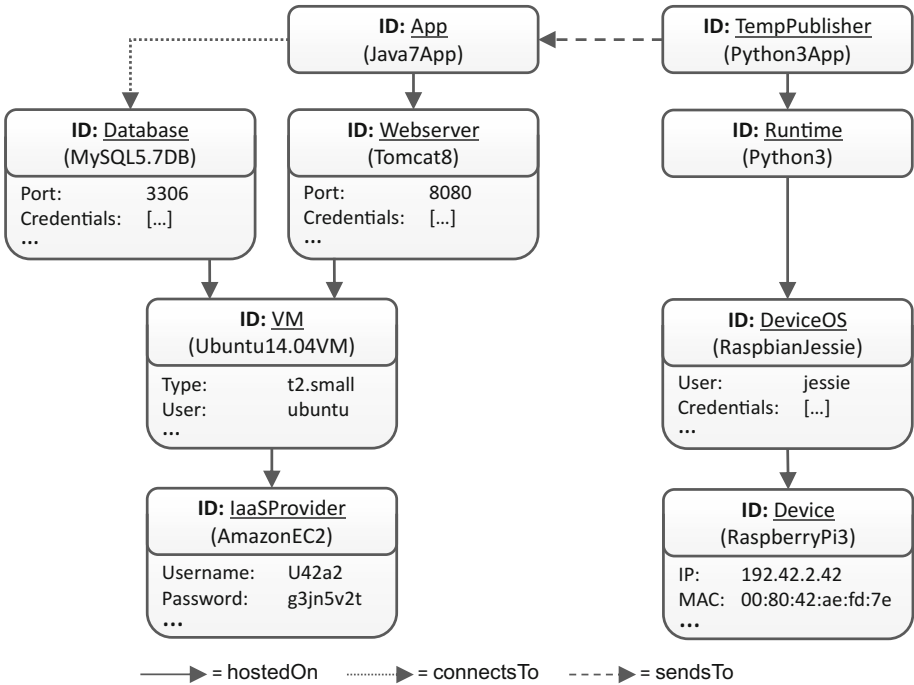 ID: App
(Java7App)
ID: TempPublisher
(Python3App)
ID: Database
(MySQL5.7DB)
Port: 3306
Credentials: [...]
...
ID: Webserver
(Tomcat8)
Port: 8080
Credentials: [...]
...
ID: Runtime
(Python3)
ID: VM
(Ubuntu14.04VM)
Type: t2.small
User: ubuntu
...
ID: DeviceOS
(RaspbianJessie)
User: jessie
Credentials: [...]
...
ID: IaaSProvider
(AmazonEC2)
Username: U42a2
Password: g3jn5v2t
...
ID: Device
(RaspberryPi3)
IP: 192.42.2.42
MAC: 00:80:42:ae:fd:7e
...
= hostedOn = connectsTo = sendsTo